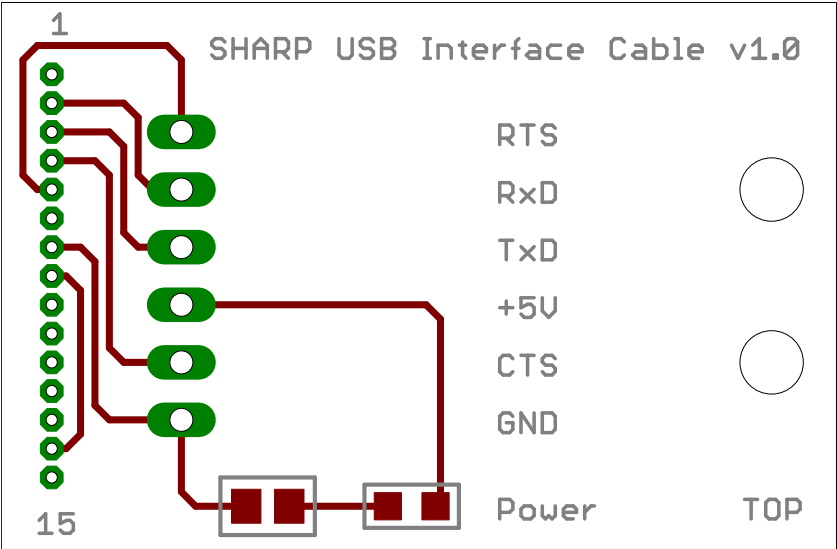 1
SHARP USB Interface Cable v1.0
RTS
RxD
TxD
+5V
CTS
GND
Power TOP
15